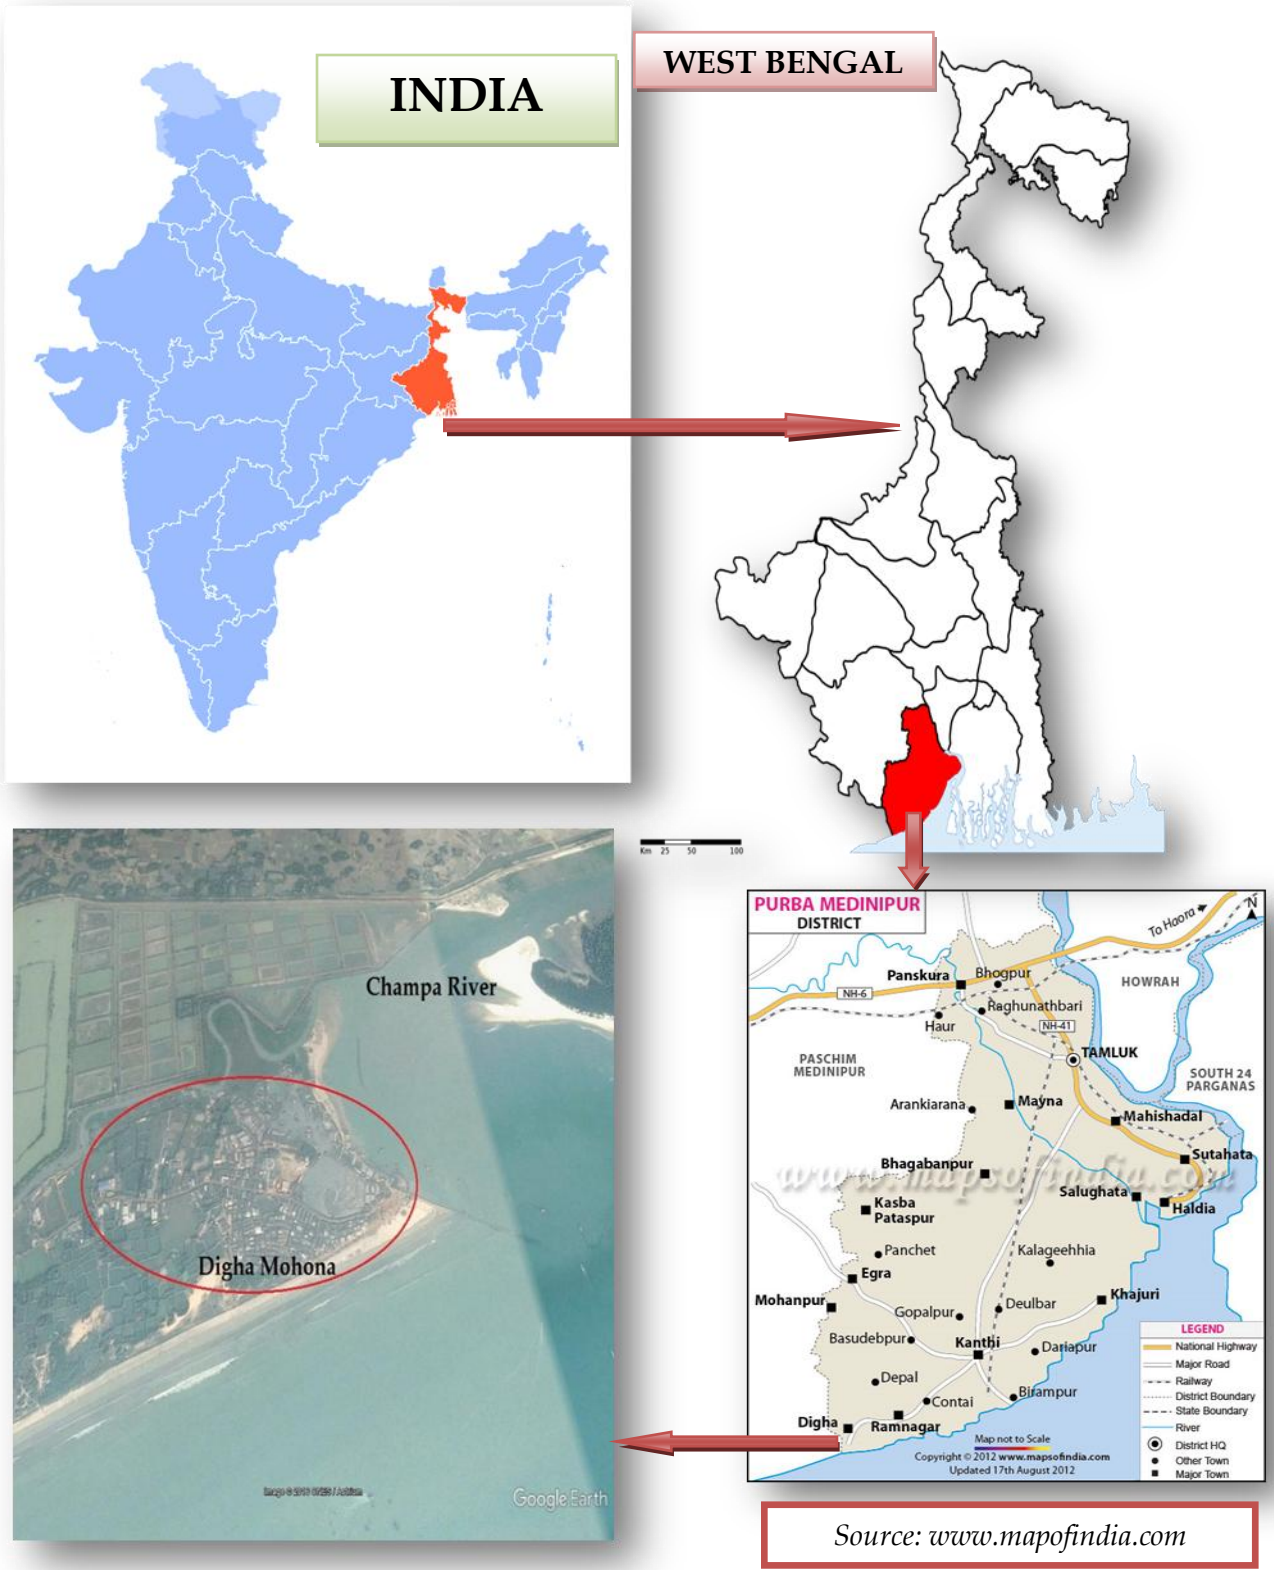 INDIA
WEST BENGAL
Km 25 50 100
Champa River
Digha Mohona
Image © 2018 CNES / Astrium
Google Earth
PURBA MEDINIPUR
DISTRICT
N
To Haora
Panskura
Bhogpur
HOWRAH
NH-6
Raghunathbari
Haur
NH-41
TAMLUK
PASCHIM
MEDINIPUR
SOUTH 24
PARGANAS
Arankiarana
Mayna
Mahishadal
Sutahata
Bhagabanpur
www.mapsofindia.com
Salughata
Haldia
Kasba
Pataspur
Panchet
Kalageehhia
Egra
Mohanpur
Khajuri
Gopalpur
Deulbar
Basudebpur
Kanthi
Dariapur
Depal
Birampur
Contai
Digha
Ramnagar
LEGEND
National Highway
Major Road
Railway
District Boundary
State Boundary
River
District HQ
Other Town
Major Town
Map not to Scale
Copyright © 2012 www.mapsofindia.com
Updated 17th August 2012
Source: www.mapofindia.com